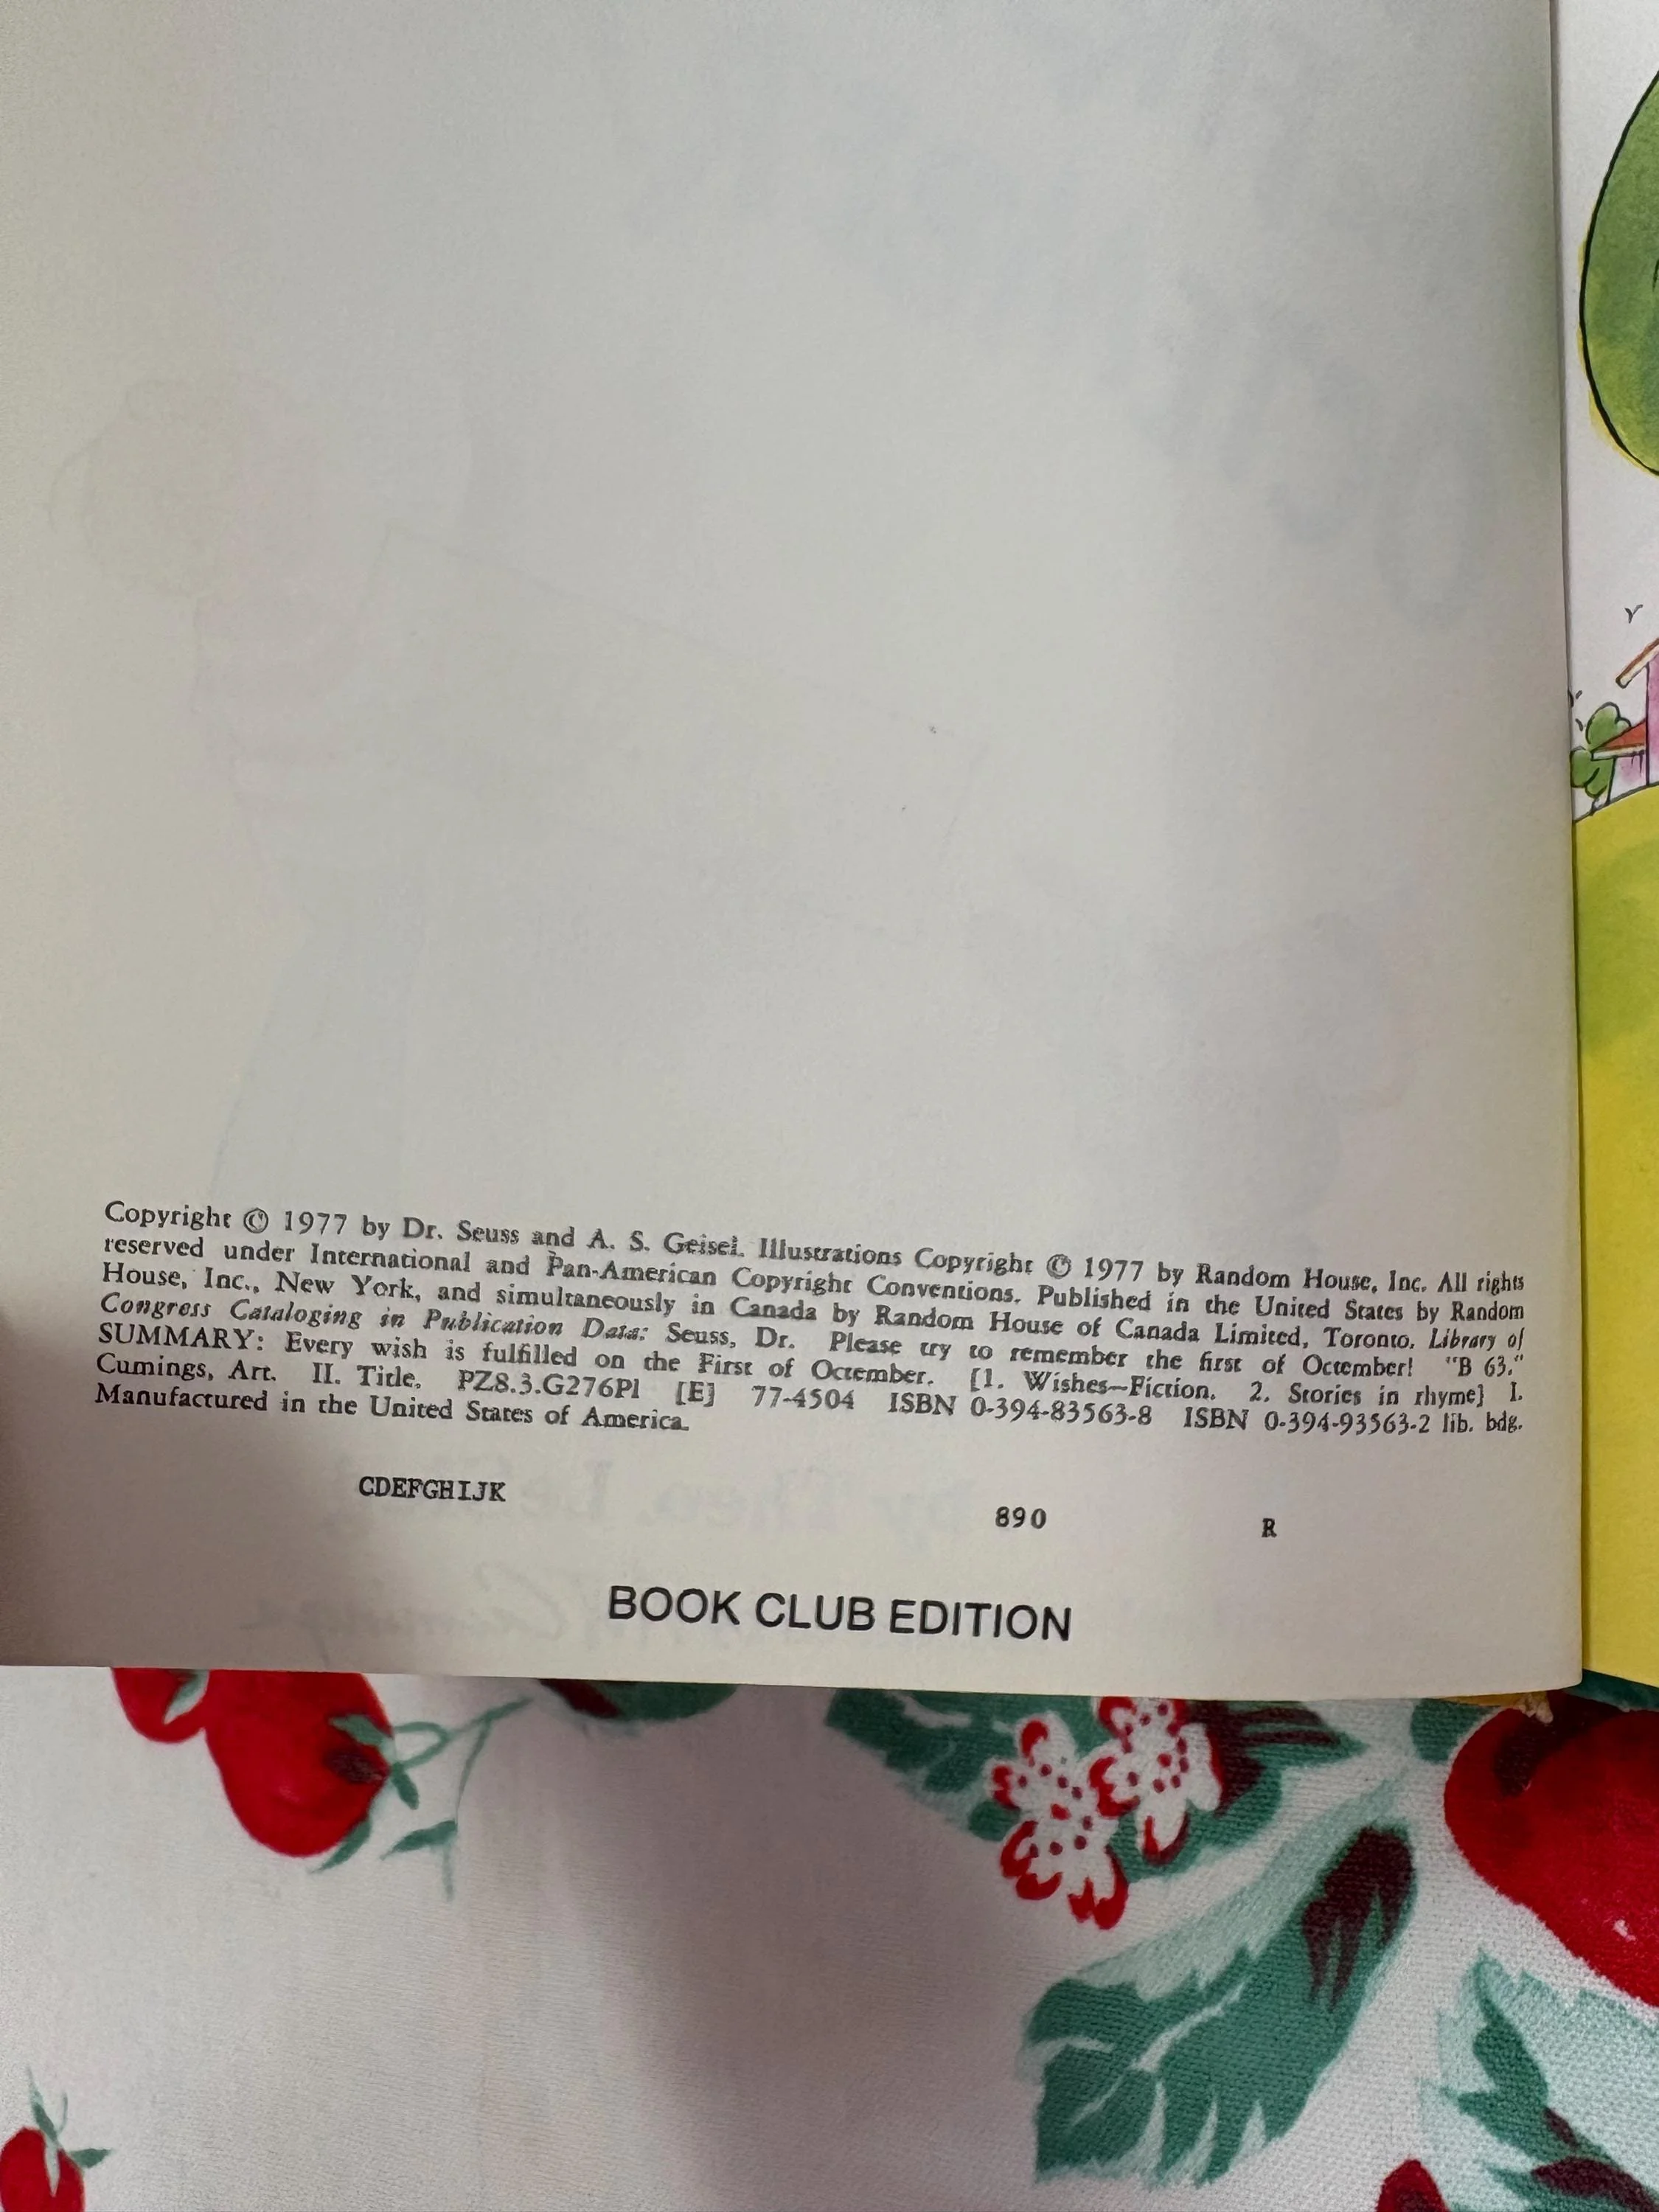 Copyright © 1977 by Dr. Seuss and A. S. Geisel. Illustrations Copyright © 1977 by Random House, Inc. All rights
reserved under International and Pan-American Copyright Conventions. Published in the United States by Random
House, Inc., New York, and simultaneously in Canada by Random House of Canada Limited, Toronto. Library of
Congress Cataloging in Publication Data: Seuss, Dr. Please try to remember the first of Octember! "B 63."
SUMMARY: Every wish is fulfilled on the First of Octember. [1. Wishes—Fiction. 2. Stories in rhyme] I.
Cumings, Art. II. Title. PZ8.3.G276Pl [E] 77-4504 ISBN 0-394-83563-8 ISBN 0-394-93563-2 lib. bdg.
Manufactured in the United States of America.
CDEFGHIJK
890
R
BOOK CLUB EDITION